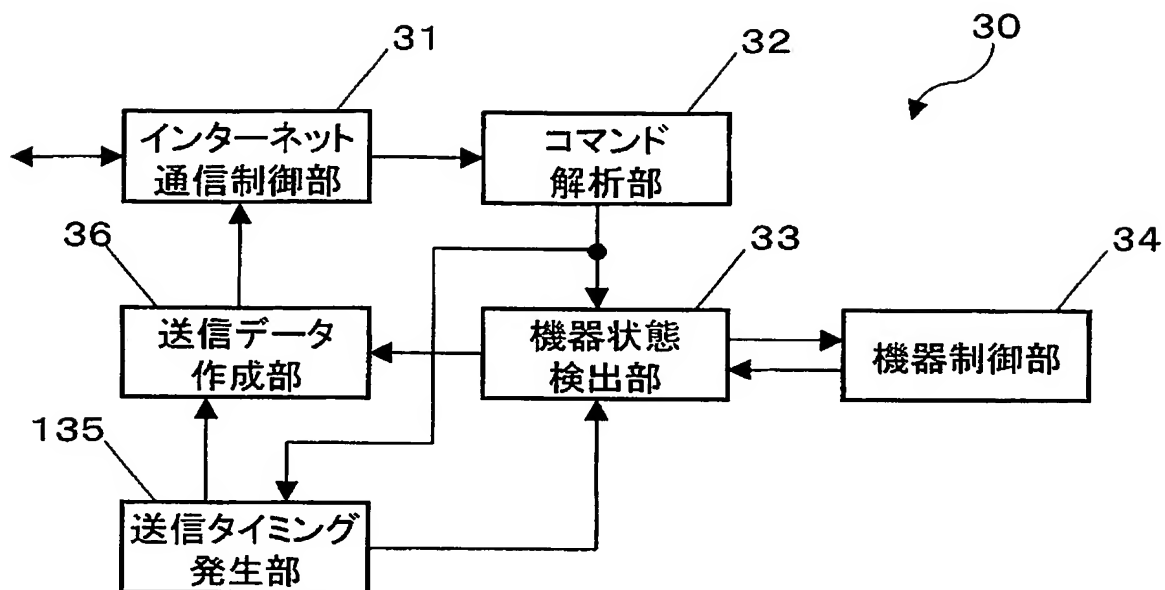 30
31
インターネット
通信制御部
32
コマンド
解析部
36
送信データ
作成部
33
機器状態
検出部
34
機器制御部
135
送信タイミング
発生部